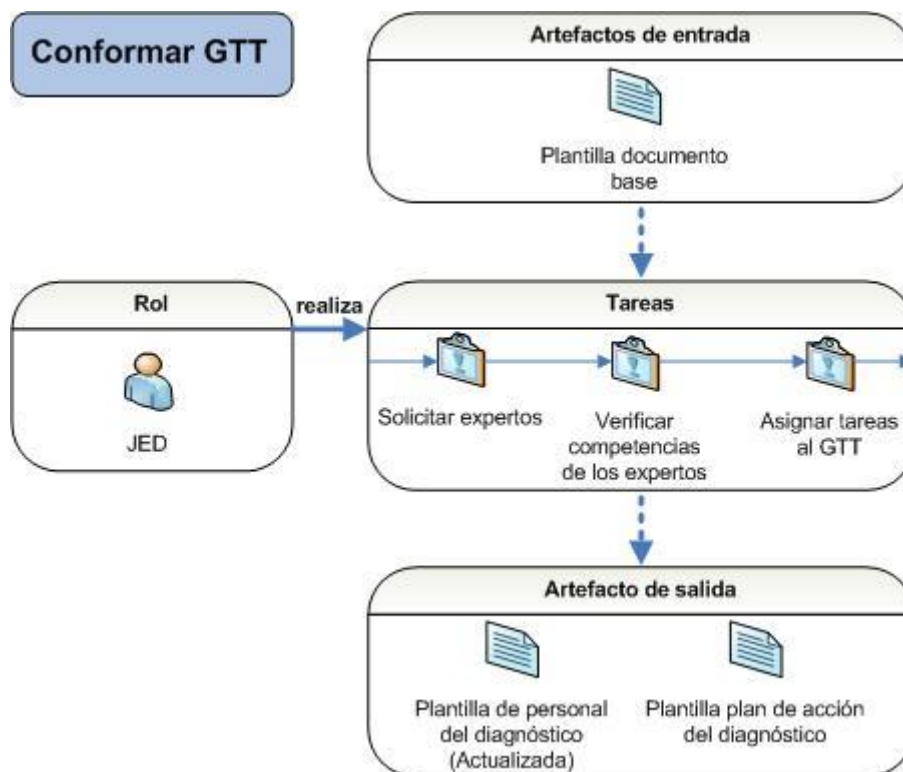 Conformar GTT
Artefactos de entrada
Plantilla documento
base
Rol
realiza
JED
Tareas
Solicitar expertos
Verificar
competencias
de los expertos
Asignar tareas
al GTT
Artefacto de salida
Plantilla de personal
del diagnóstico
(Actualizada)
Plantilla plan de acción
del diagnóstico